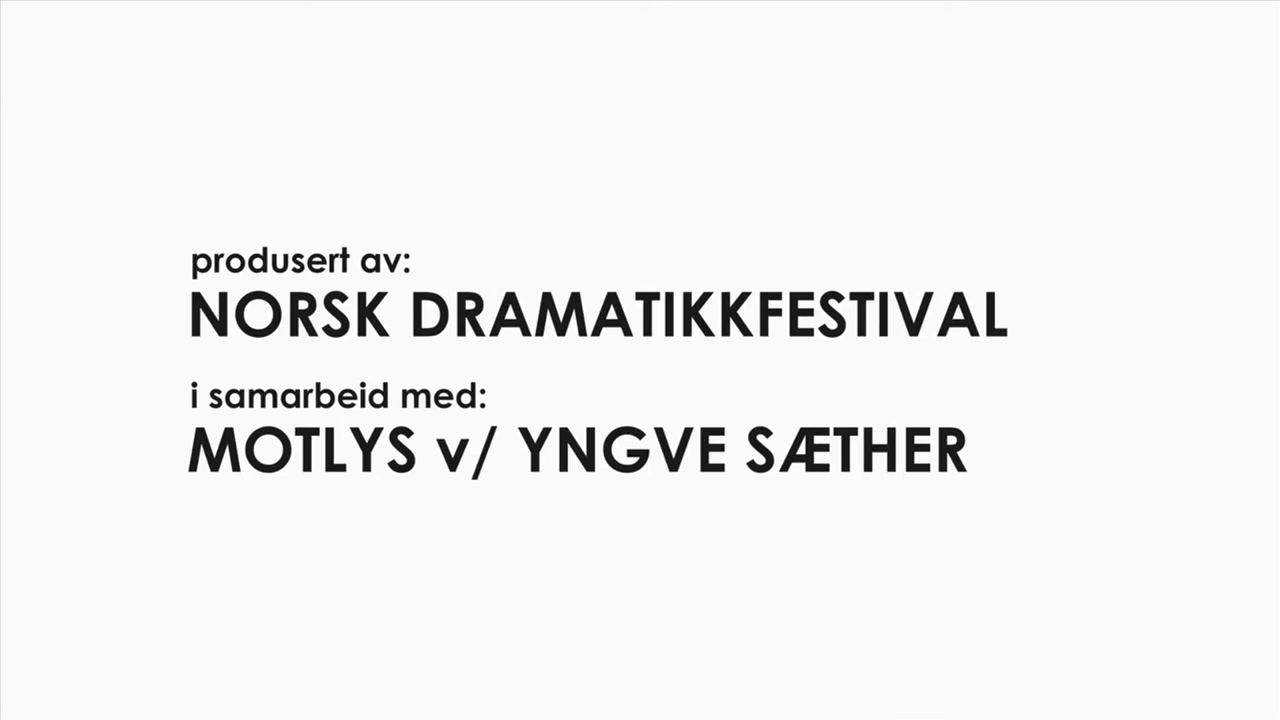 produsert av:
NORSK DRAMATIKKFESTIVAL
i samarbeid med:
MOTLYS v/ YNGVE SÆTHER